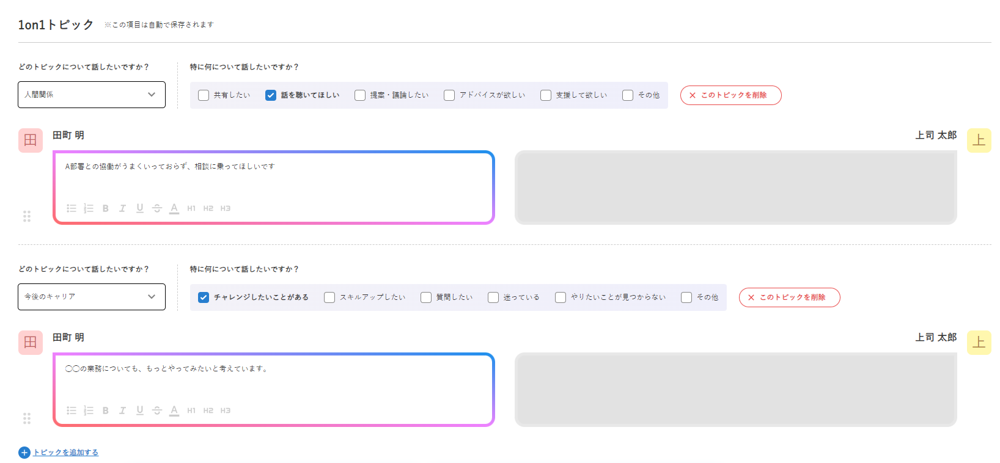 1on1トピック ※この項目は自動で保存されます
どのトピックについて話したいですか？ 特に何について話したいですか？
人間関係 共有したい 話を聴いてほしい 提案・議論したい アドバイスが欲しい 支援して欲しい その他 このトピックを削除
田 田町 明 上司 太郎 上
A部署との協働がうまくいっておらず、相談に乗ってほしいです
B I U S A H1 H2 H3
どのトピックについて話したいですか？ 特に何について話したいですか？
今後のキャリア チャレンジしたいことがある スキルアップしたい 質問したい 迷っている やりたいことが見つからない その他 このトピックを削除
田 田町 明 上司 太郎 上
〇〇の業務についても、もっとやってみたいと考えています。
B I U S A H1 H2 H3
トピックを追加する